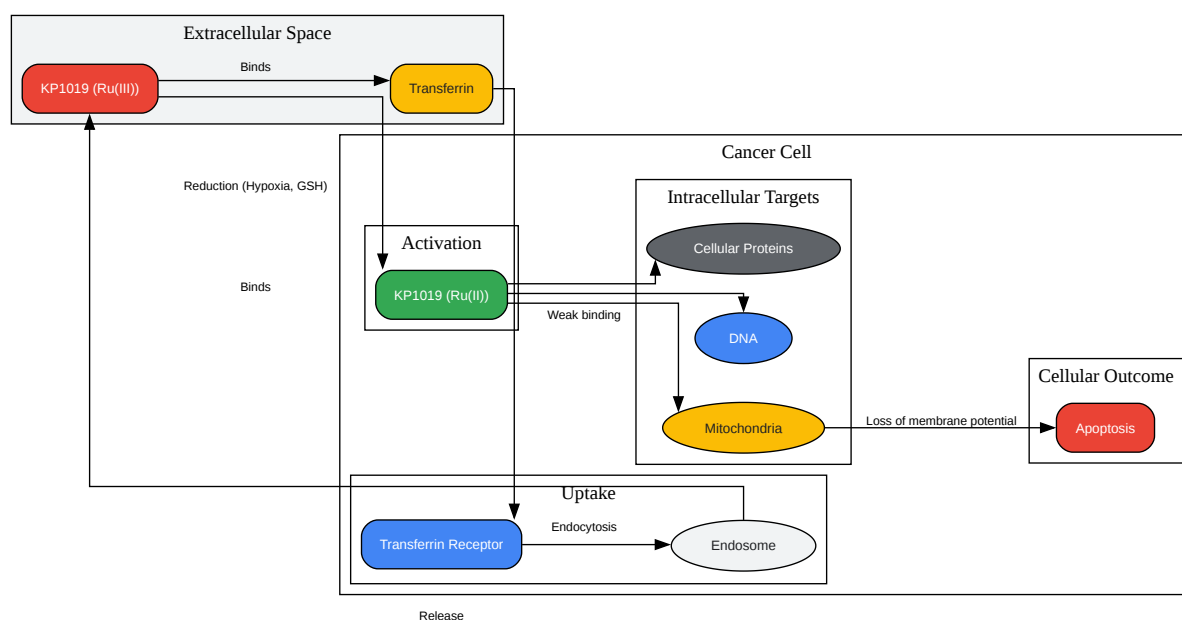 Extracellular Space
KP1019 (Ru(III))
Binds
Transferrin
Cancer Cell
Reduction (Hypoxia, GSH)
Intracellular Targets
Activation
Cellular Proteins
Binds
KP1019 (Ru(II))
Weak binding
DNA
Cellular Outcome
Mitochondria
Loss of membrane potential
Apoptosis
Uptake
Transferrin Receptor
Endocytosis
Endosome
Release